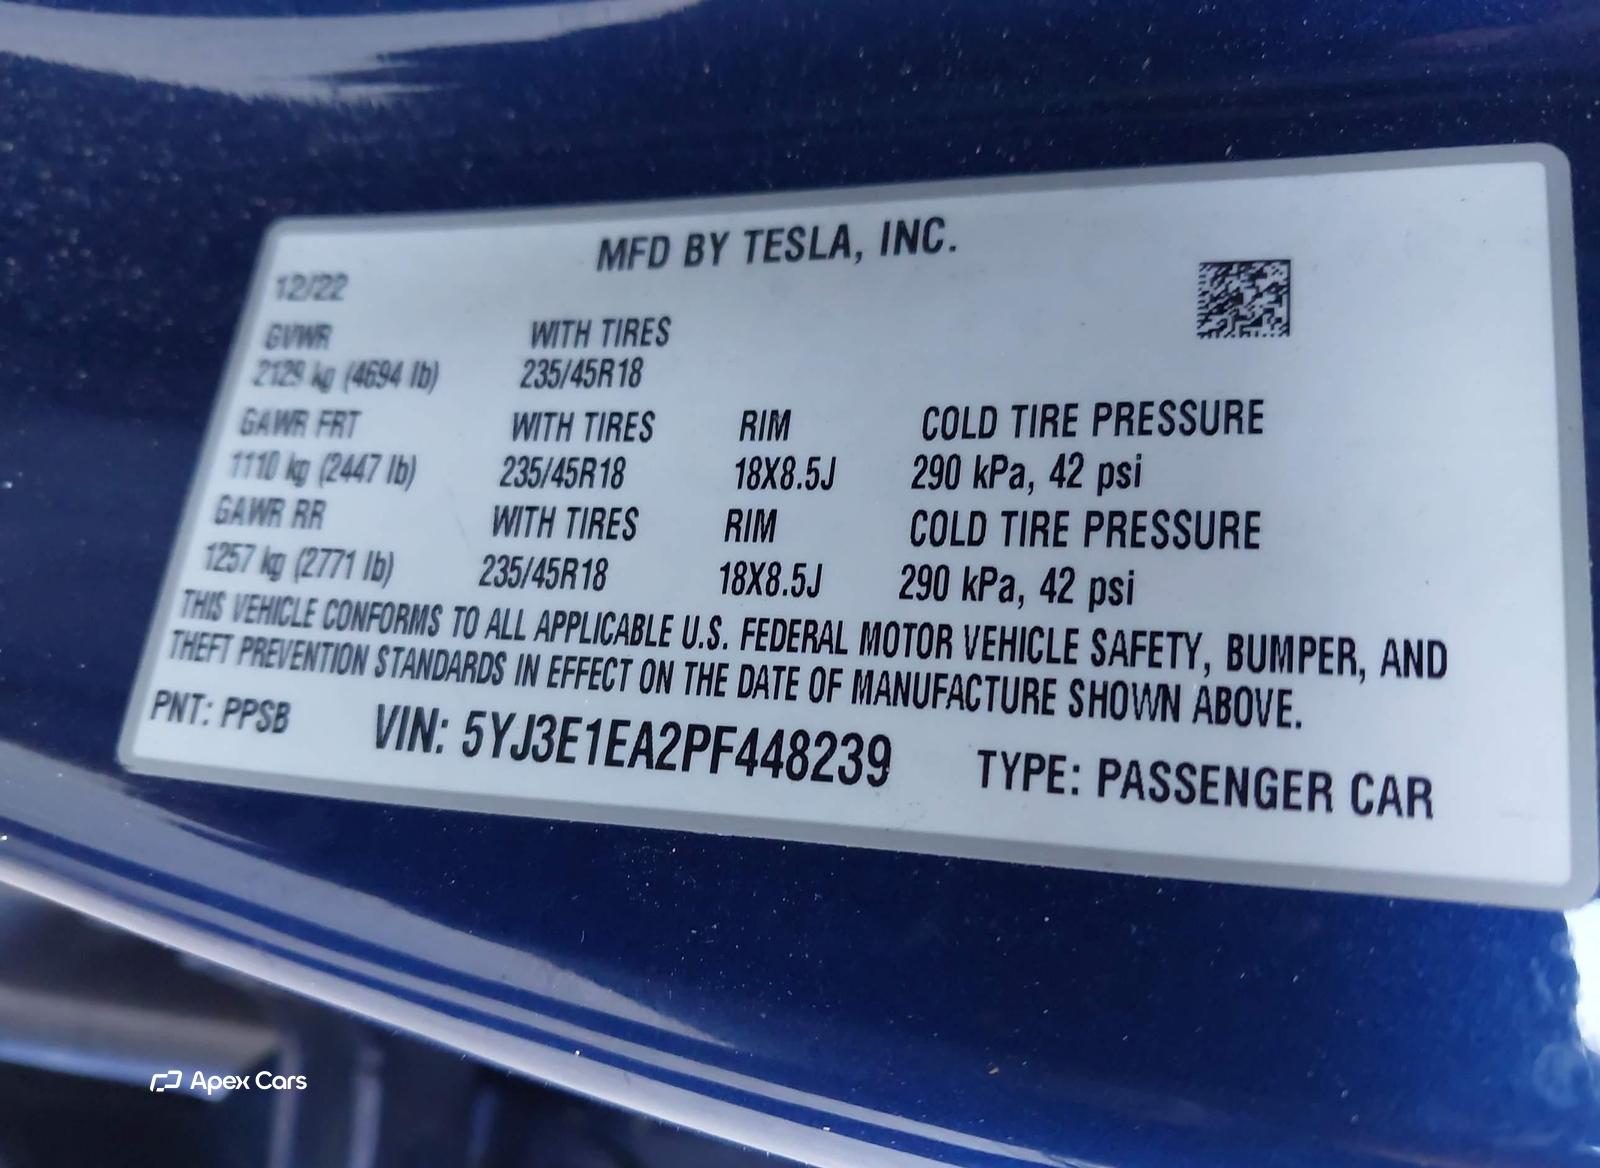 MFD BY TESLA, INC.
12/22
GVWR WITH TIRES
2129 kg (4694 lb) 235/45R18
GAWR FRT WITH TIRES RIM COLD TIRE PRESSURE
1110 kg (2447 lb) 235/45R18 18X8.5J 290 kPa, 42 psi
GAWR RR WITH TIRES RIM COLD TIRE PRESSURE
1257 kg (2771 lb) 235/45R18 18X8.5J 290 kPa, 42 psi
THIS VEHICLE CONFORMS TO ALL APPLICABLE U.S. FEDERAL MOTOR VEHICLE SAFETY, BUMPER, AND
THEFT PREVENTION STANDARDS IN EFFECT ON THE DATE OF MANUFACTURE SHOWN ABOVE.
PNT: PPSB VIN: 5YJ3E1EA2PF448239 TYPE: PASSENGER CAR
Apex Cars